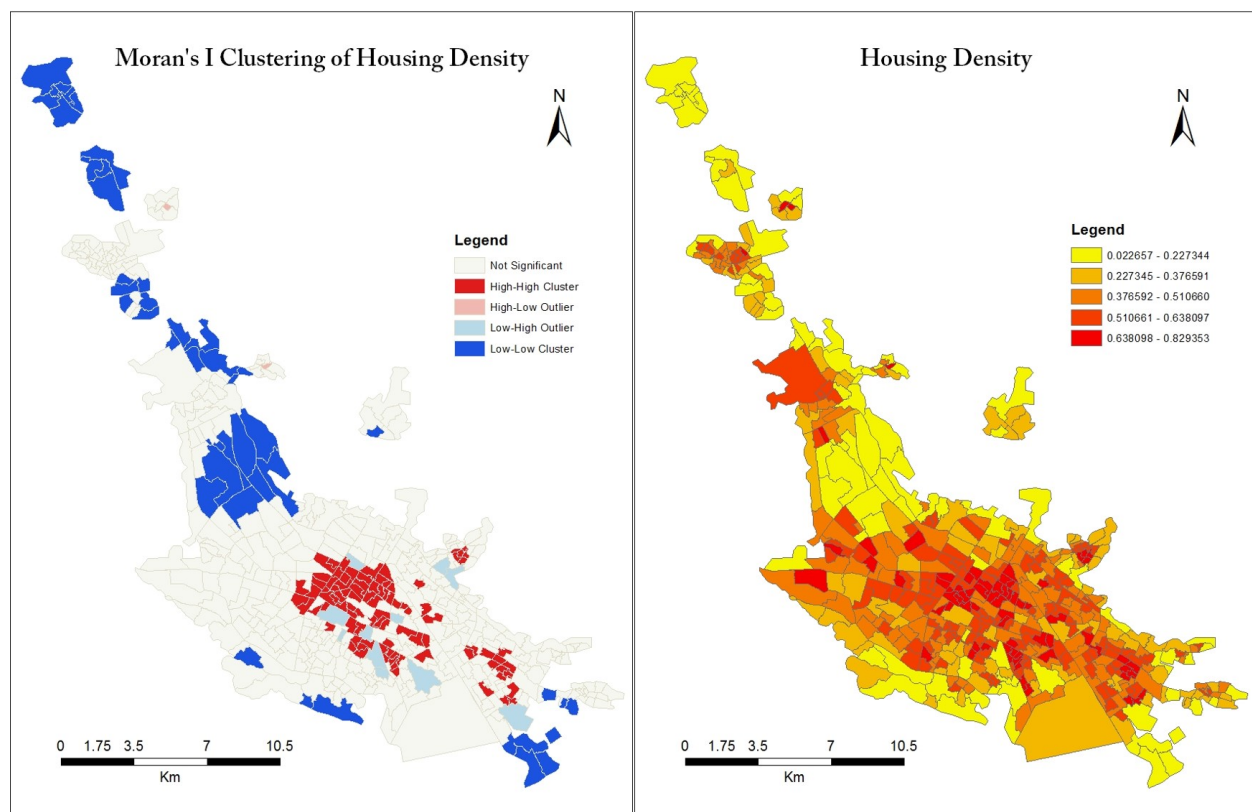 Moran's I Clustering of Housing Density
N
Legend
Not Significant
High-High Cluster
High-Low Outlier
Low-High Outlier
Low-Low Cluster
0 1.75 3.5 7 10.5
Km
Housing Density
N
Legend
0.022657 - 0.227344
0.227345 - 0.376591
0.376592 - 0.510660
0.510661 - 0.638097
0.638098 - 0.829353
0 1.75 3.5 7 10.5
Km